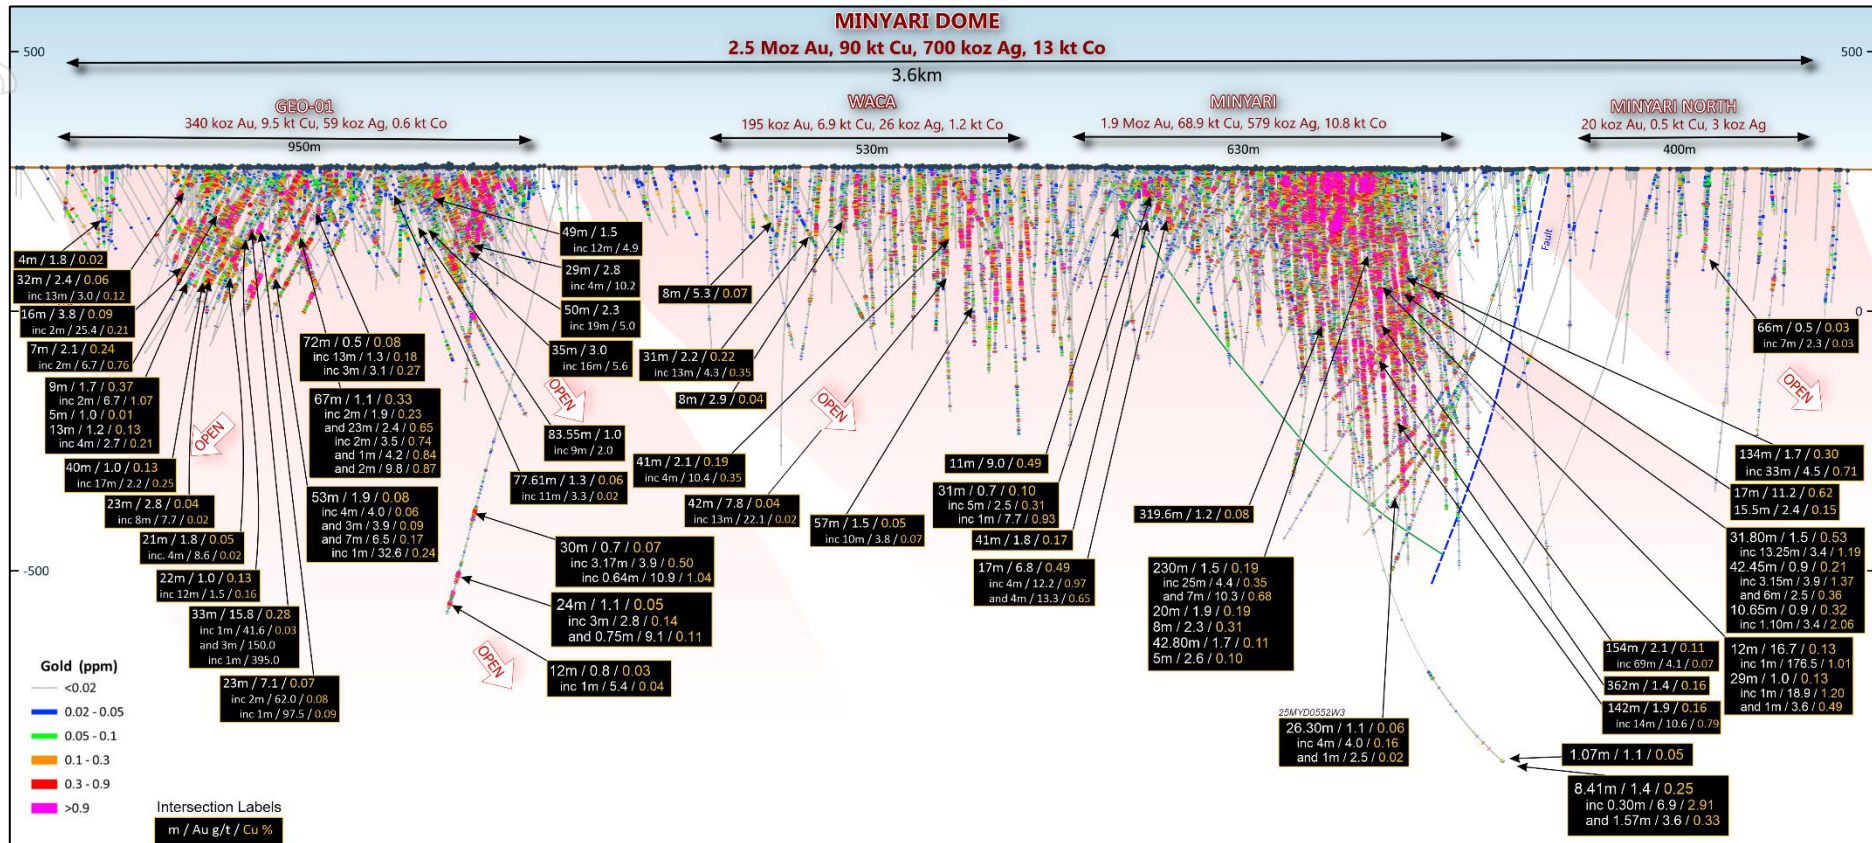 MINYARI DOME
2.5 Moz Au, 90 kt Cu, 700 koz Ag, 13 kt Co
500
500
3.6km
GEO-01
340 koz Au, 9.5 kt Cu, 59 koz Ag, 0.6 kt Co
950m
WACA
195 koz Au, 6.9 kt Cu, 26 koz Ag, 1.2 kt Co
530m
MINYARI
1.9 Moz Au, 68.9 kt Cu, 579 koz Ag, 10.8 kt Co
630m
MINYARI NORTH
20 koz Au, 0.5 kt Cu, 3 koz Ag
400m
4m / 1.8 / 0.02
32m / 2.4 / 0.06
inc 13m / 3.0 / 0.12
16m / 3.8 / 0.09
inc 2m / 25.4 / 0.21
7m / 2.1 / 0.24
inc 2m / 6.7 / 0.76
9m / 1.7 / 0.37
inc 2m / 6.7 / 1.07
5m / 1.0 / 0.01
13m / 1.2 / 0.13
inc 4m / 2.7 / 0.21
40m / 1.0 / 0.13
inc 17m / 2.2 / 0.25
23m / 2.8 / 0.04
inc 8m / 7.7 / 0.02
21m / 1.8 / 0.05
inc. 4m / 8.6 / 0.02
22m / 1.0 / 0.13
inc 12m / 1.5 / 0.16
33m / 15.8 / 0.28
inc 1m / 41.6 / 0.03
and 3m / 150.0
inc 1m / 395.0
23m / 7.1 / 0.07
inc 2m / 62.0 / 0.08
inc 1m / 97.5 / 0.09
OPEN
72m / 0.5 / 0.08
inc 13m / 1.3 / 0.18
inc 3m / 3.1 / 0.27
67m / 1.1 / 0.33
inc 2m / 1.9 / 0.23
and 23m / 2.4 / 0.65
inc 2m / 3.5 / 0.74
and 1m / 4.2 / 0.84
and 2m / 9.8 / 0.87
53m / 1.9 / 0.08
inc 4m / 4.0 / 0.06
and 3m / 3.9 / 0.09
and 7m / 6.5 / 0.17
inc 1m / 32.6 / 0.24
49m / 1.5
inc 12m / 4.9
29m / 2.8
inc 4m / 10.2
50m / 2.3
inc 19m / 5.0
35m / 3.0
inc 16m / 5.6
OPEN
83.55m / 1.0
inc 9m / 2.0
77.61m / 1.3 / 0.06
inc 11m / 3.3 / 0.02
30m / 0.7 / 0.07
inc 3.17m / 3.9 / 0.50
inc 0.64m / 10.9 / 1.04
24m / 1.1 / 0.05
inc 3m / 2.8 / 0.14
and 0.75m / 9.1 / 0.11
12m / 0.8 / 0.03
inc 1m / 5.4 / 0.04
OPEN
8m / 5.3 / 0.07
31m / 2.2 / 0.22
inc 13m / 4.3 / 0.35
8m / 2.9 / 0.04
OPEN
41m / 2.1 / 0.19
inc 4m / 10.4 / 0.35
42m / 7.8 / 0.04
inc 13m / 22.1 / 0.02
57m / 1.5 / 0.05
inc 10m / 3.8 / 0.07
11m / 9.0 / 0.49
31m / 0.7 / 0.10
inc 5m / 2.5 / 0.31
inc 1m / 7.7 / 0.93
41m / 1.8 / 0.17
17m / 6.8 / 0.49
inc 4m / 12.2 / 0.97
and 4m / 13.3 / 0.65
319.6m / 1.2 / 0.08
230m / 1.5 / 0.19
inc 25m / 4.4 / 0.35
and 7m / 10.3 / 0.68
20m / 1.9 / 0.19
8m / 2.3 / 0.31
42.80m / 1.7 / 0.11
5m / 2.6 / 0.10
25MYD0552W3
26.30m / 1.1 / 0.06
inc 4m / 4.0 / 0.16
and 1m / 2.5 / 0.02
Fault
0
66m / 0.5 / 0.03
inc 7m / 2.3 / 0.03
OPEN
134m / 1.7 / 0.30
inc 33m / 4.5 / 0.71
17m / 11.2 / 0.62
15.5m / 2.4 / 0.15
31.80m / 1.5 / 0.53
inc 13.25m / 3.4 / 1.19
42.45m / 0.9 / 0.21
inc 3.15m / 3.9 / 1.37
and 6m / 2.5 / 0.36
10.65m / 0.9 / 0.32
inc 1.10m / 3.4 / 2.06
12m / 16.7 / 0.13
inc 1m / 176.5 / 1.01
29m / 1.0 / 0.13
inc 1m / 18.9 / 1.20
and 1m / 3.6 / 0.49
154m / 2.1 / 0.11
inc 69m / 4.1 / 0.07
362m / 1.4 / 0.16
142m / 1.9 / 0.16
inc 14m / 10.6 / 0.79
1.07m / 1.1 / 0.05
8.41m / 1.4 / 0.25
inc 0.30m / 6.9 / 2.91
and 1.57m / 3.6 / 0.33
-500
Gold (ppm)
<0.02
0.02 - 0.05
0.05 - 0.1
0.1 - 0.3
0.3 - 0.9
>0.9
Intersection Labels
m / Au g/t / Cu %